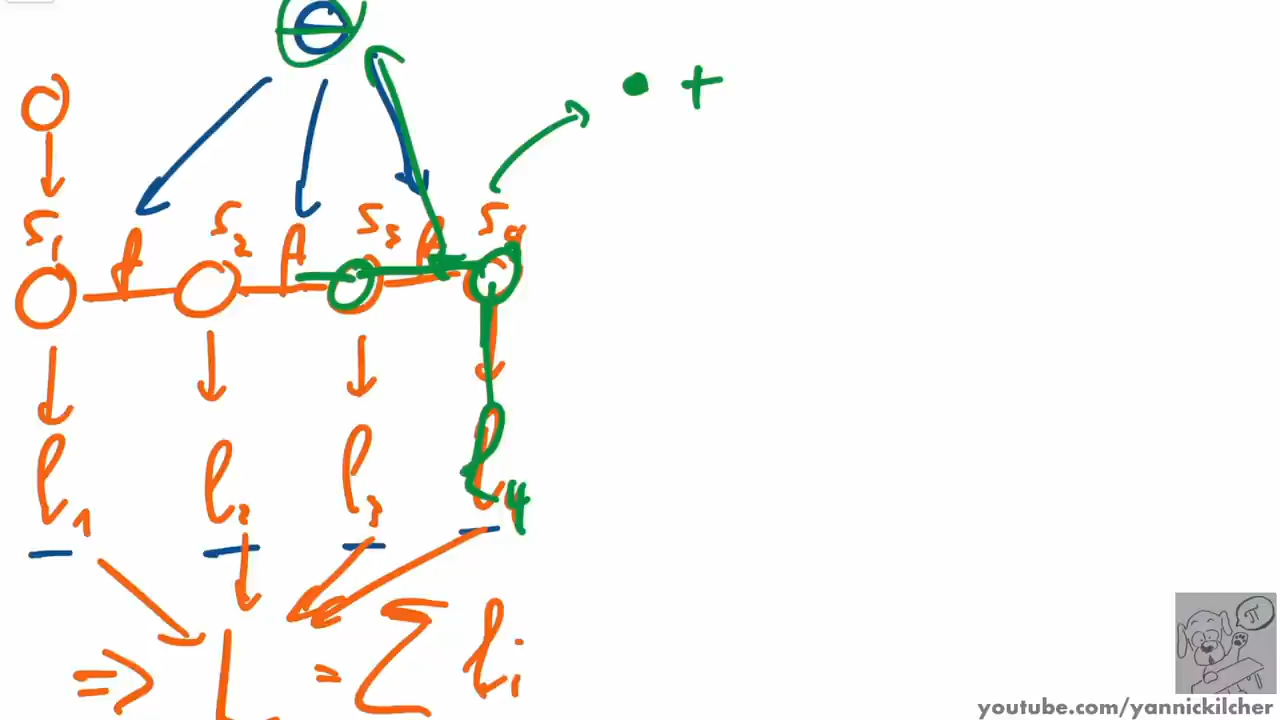 θ
• +
s₁ A s₂ A s₃ A s₄
l₁ l₂ l₃ l₄
⇒ L = Σ lᵢ
π
youtube.com/yannickilcher